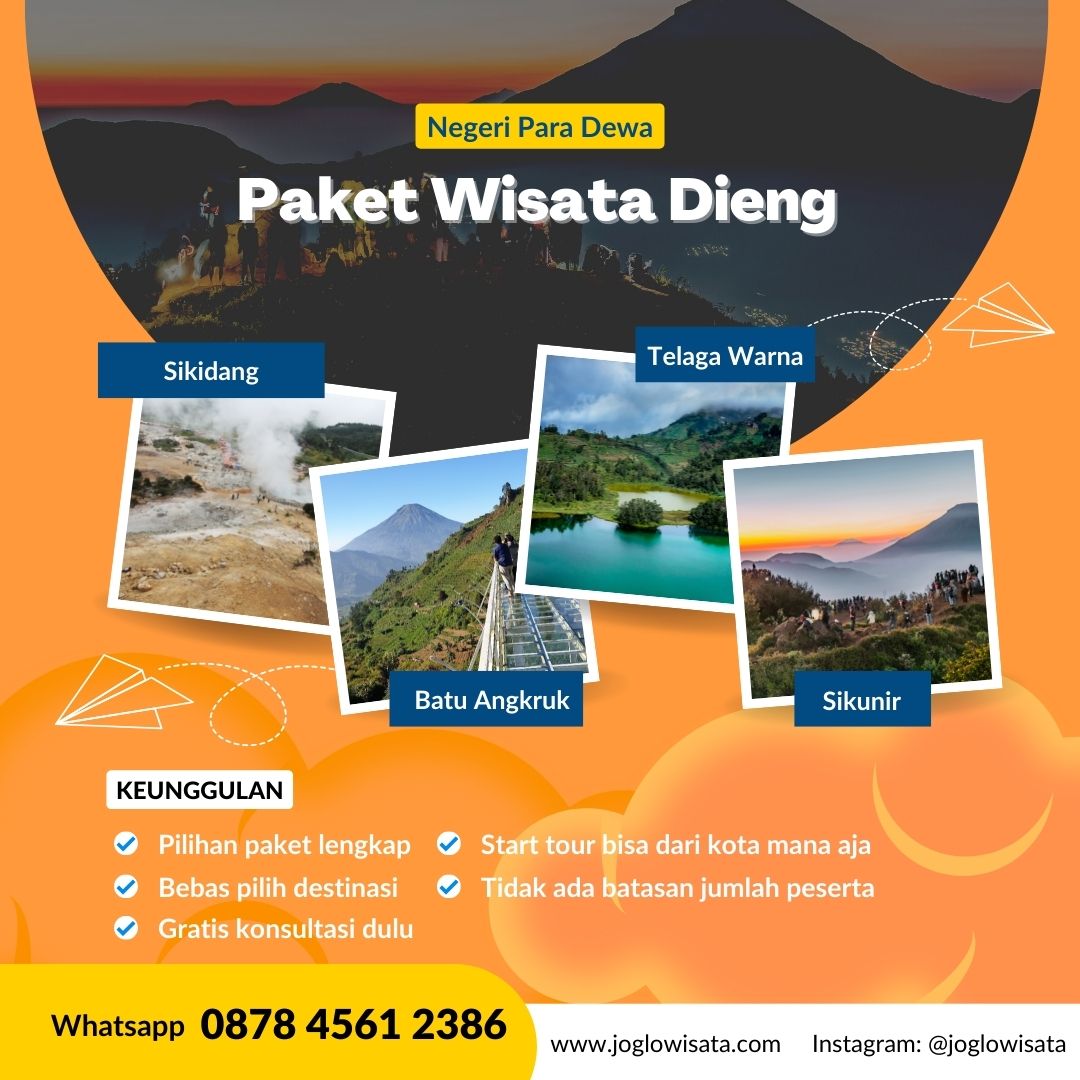 Negeri Para Dewa
Paket Wisata Dieng
Sikidang
Telaga Warna
Batu Angkruk
Sikunir
KEUNGGULAN
Pilihan paket lengkap
Bebas pilih destinasi
Gratis konsultasi dulu
Start tour bisa dari kota mana aja
Tidak ada batasan jumlah peserta
Whatsapp 0878 4561 2386
www.joglowisata.com
Instagram: @joglowisata